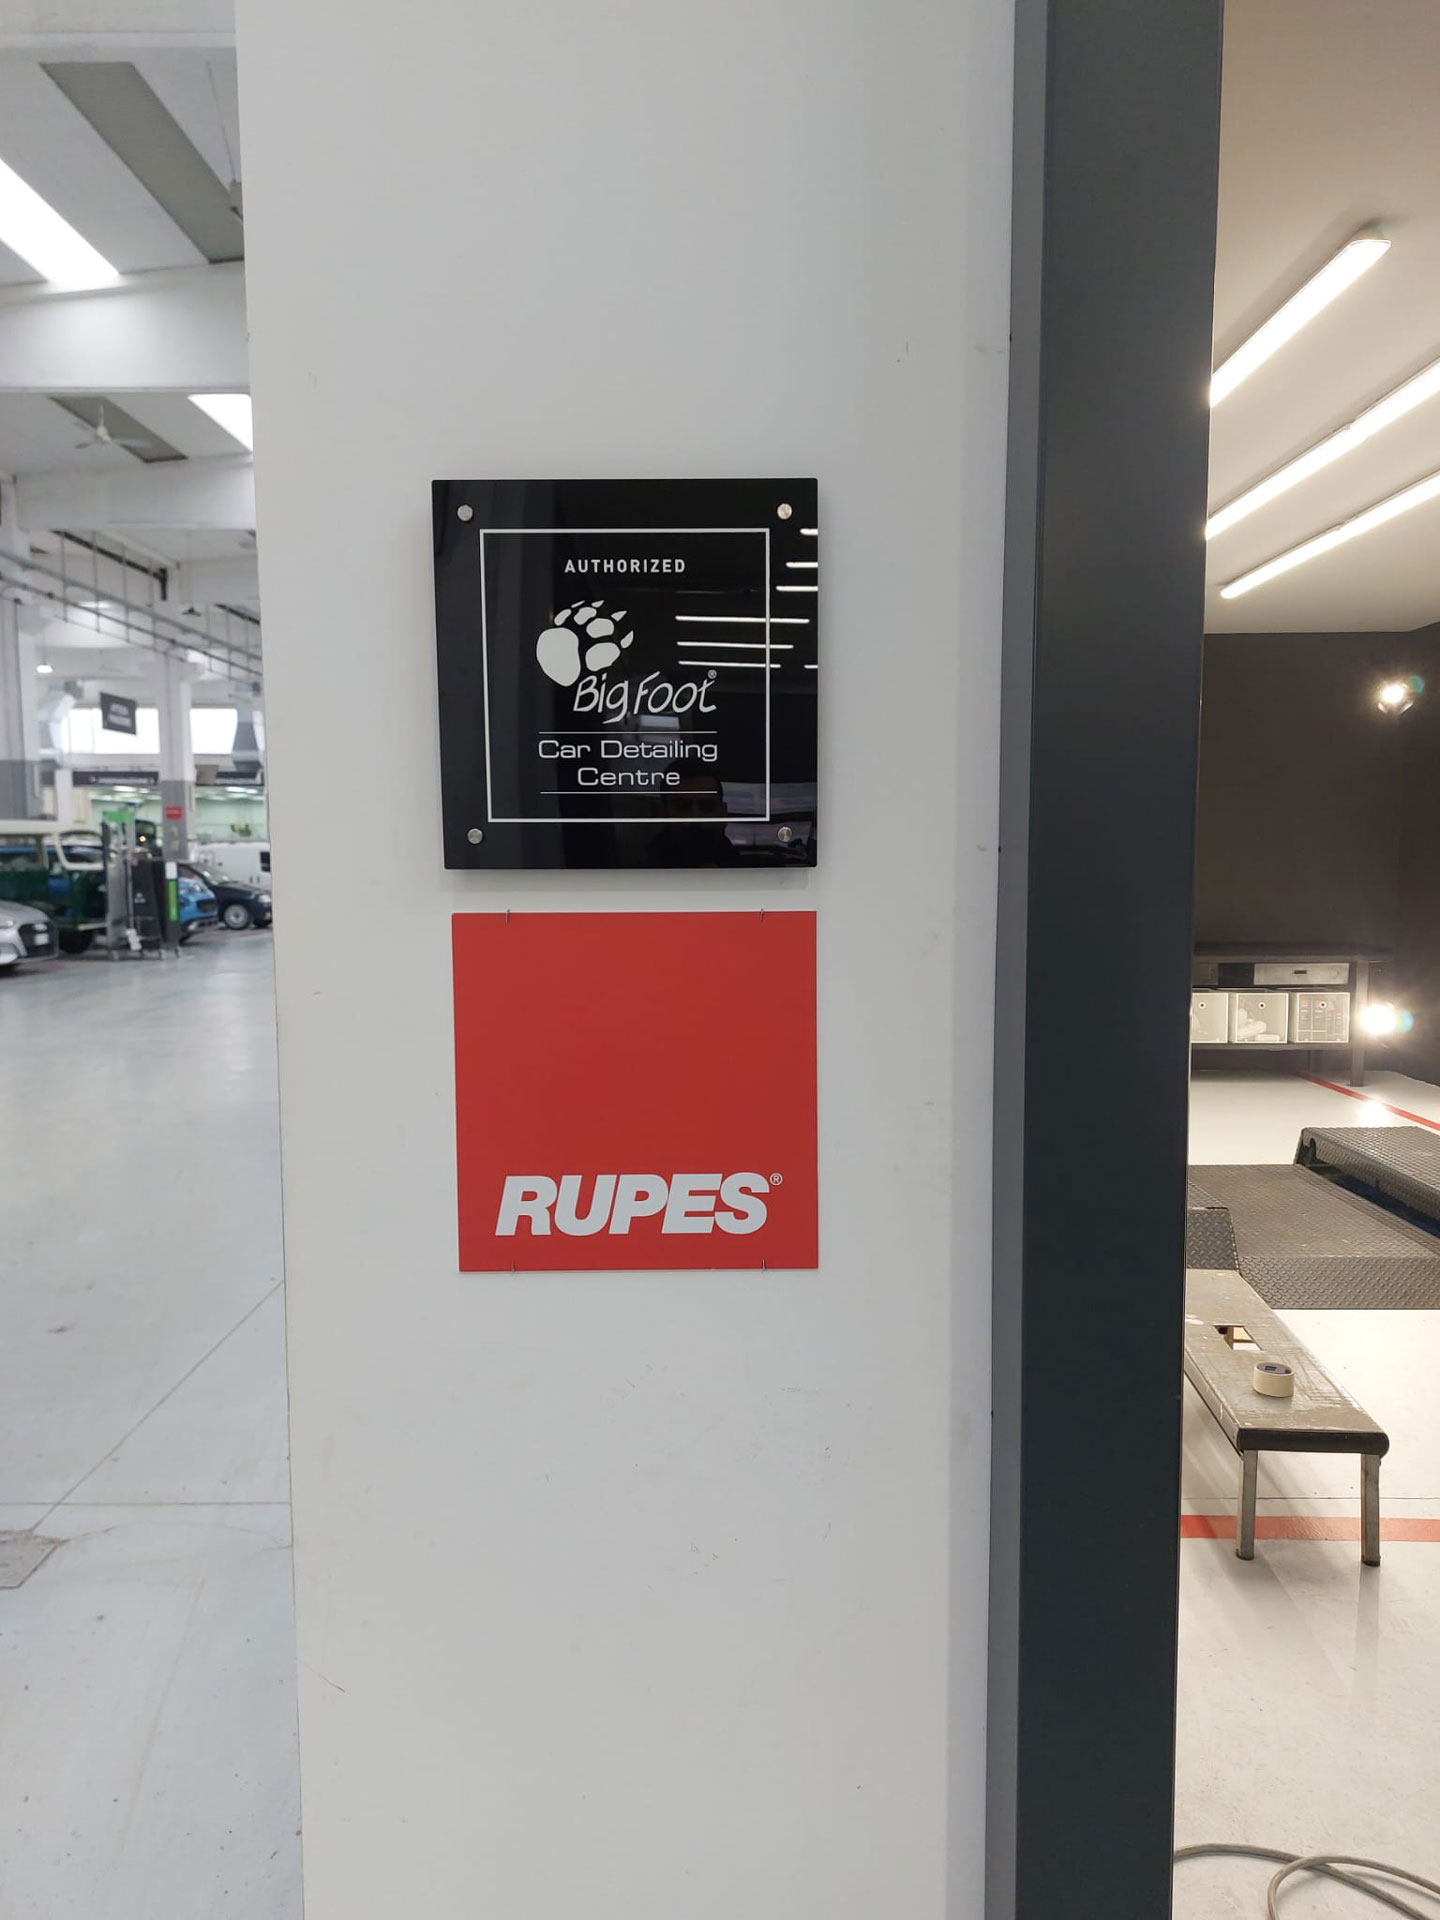 AUTHORIZED
BigFoot®
Car Detailing
Centre
RUPES®